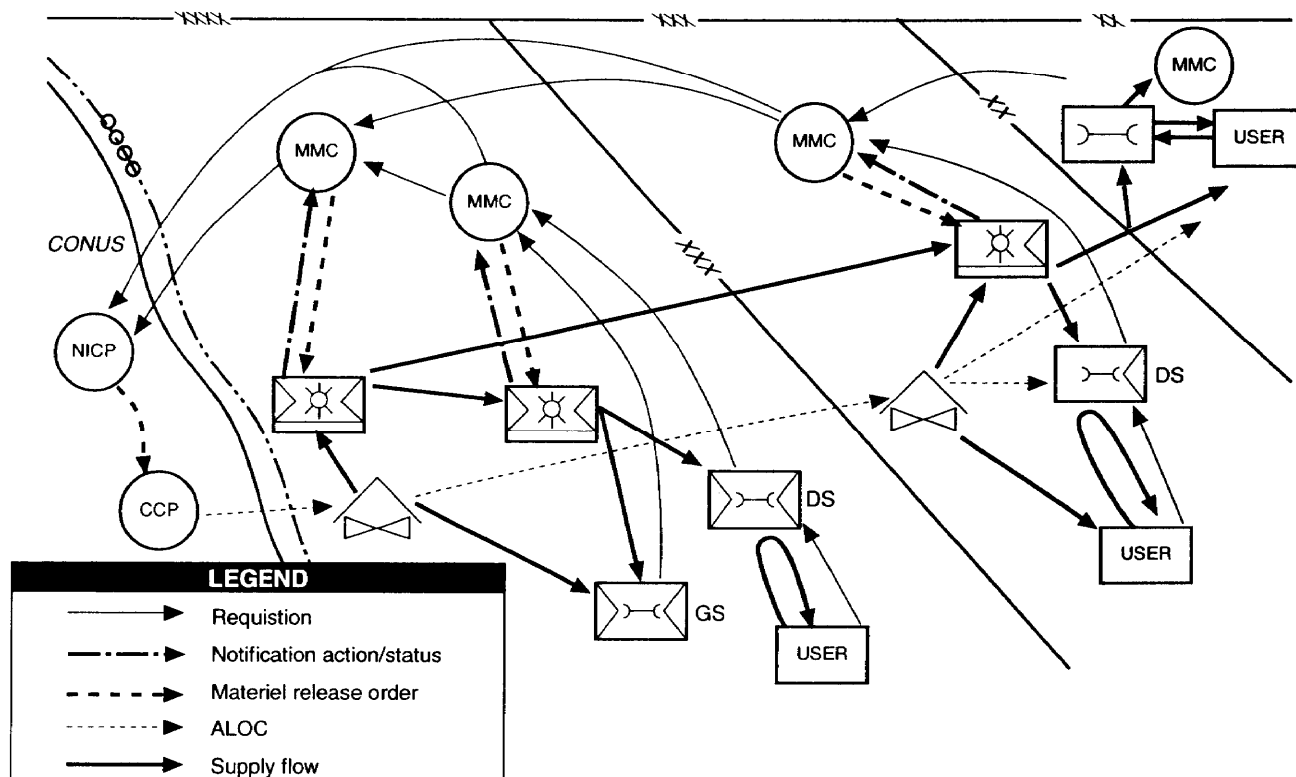 XXXX
XXX
XX
MMC
USER
MMC
MMC
MMC
XX
XXX
CONUS
NICP
DS
CCP
DS
USER
GS
USER
LEGEND
Requistion
Notification action/status
Materiel release order
ALOC
Supply flow